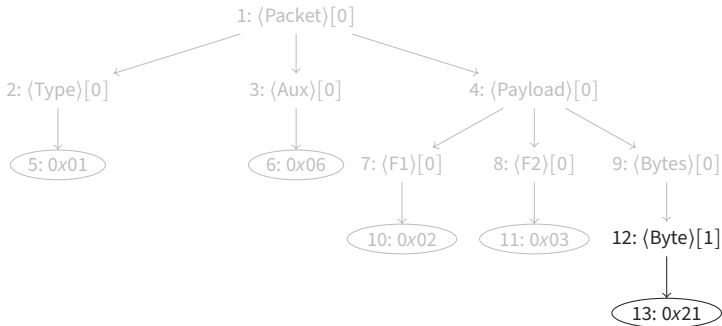 1: ⟨Packet⟩[0]
2: ⟨Type⟩[0] 3: ⟨Aux⟩[0] 4: ⟨Payload⟩[0]
5: 0x01 6: 0x06 7: ⟨F1⟩[0] 8: ⟨F2⟩[0] 9: ⟨Bytes⟩[0]
10: 0x02 11: 0x03 12: ⟨Byte⟩[1]
13: 0x21